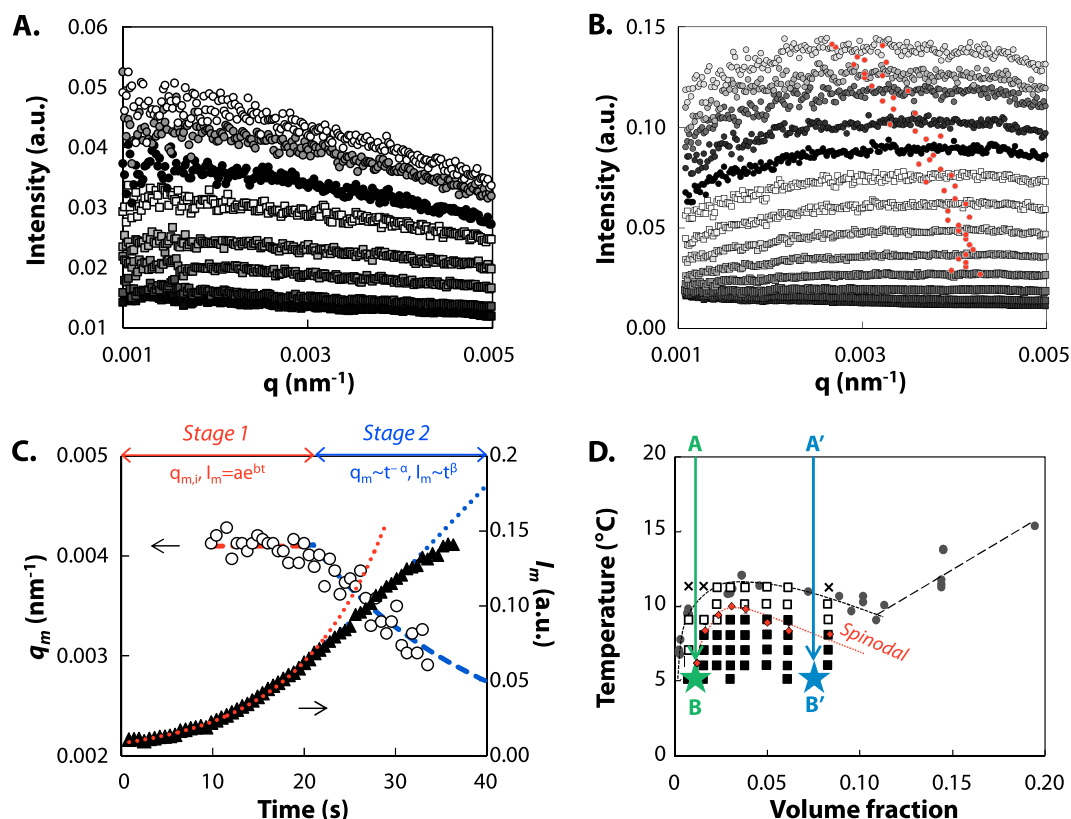 A.
0.06
0.05
0.04
0.03
0.02
0.01
Intensity (a.u.)
0.001
0.003
0.005
q (nm⁻¹)
B.
0.15
0.10
0.05
0.00
Intensity (a.u.)
0.001
0.003
0.005
q (nm⁻¹)
C.
Stage 1
Stage 2
qm,i, Im=aeᵇᵗ
qm~t⁻ᵅ, Im~tᵝ
0.005
0.004
0.003
0.002
qm (nm⁻¹)
0.2
0.15
0.10
0.05
0.00
Im (a.u.)
0
10
20
30
40
Time (s)
D.
A
A’
20
15
10
5
0
Temperature (°C)
Spinodal
B
B’
0.00
0.05
0.10
0.15
0.20
Volume fraction